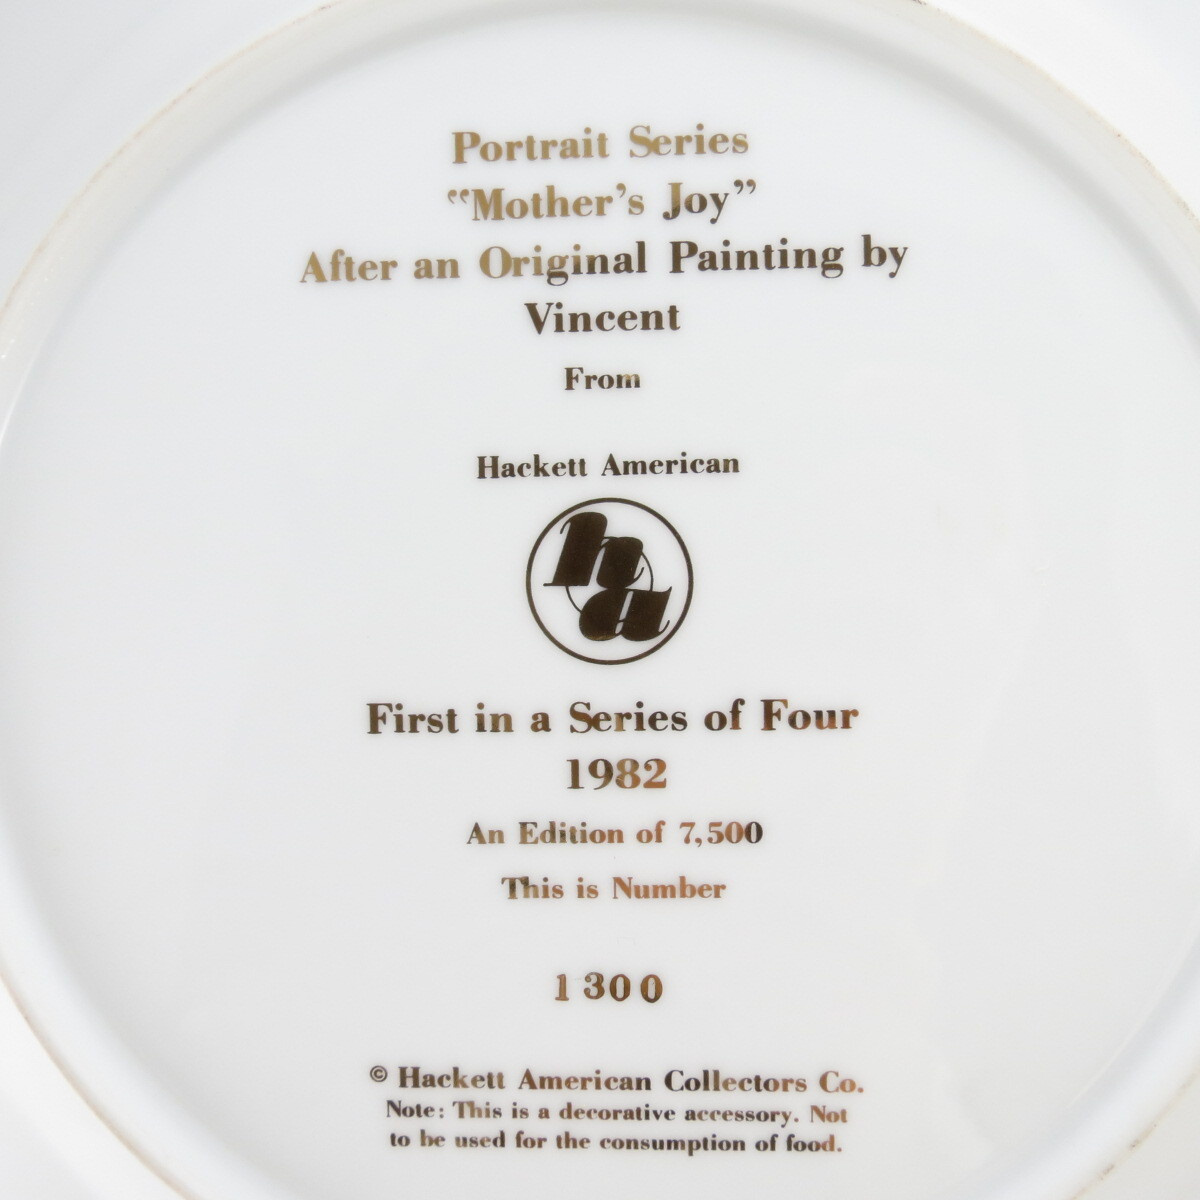 Portrait Series
“Mother’s Joy”
After an Original Painting by
Vincent
From
Hackett American
ha
First in a Series of Four
1982
An Edition of 7,500
This is Number
1300
© Hackett American Collectors Co.
Note: This is a decorative accessory. Not
to be used for the consumption of food.